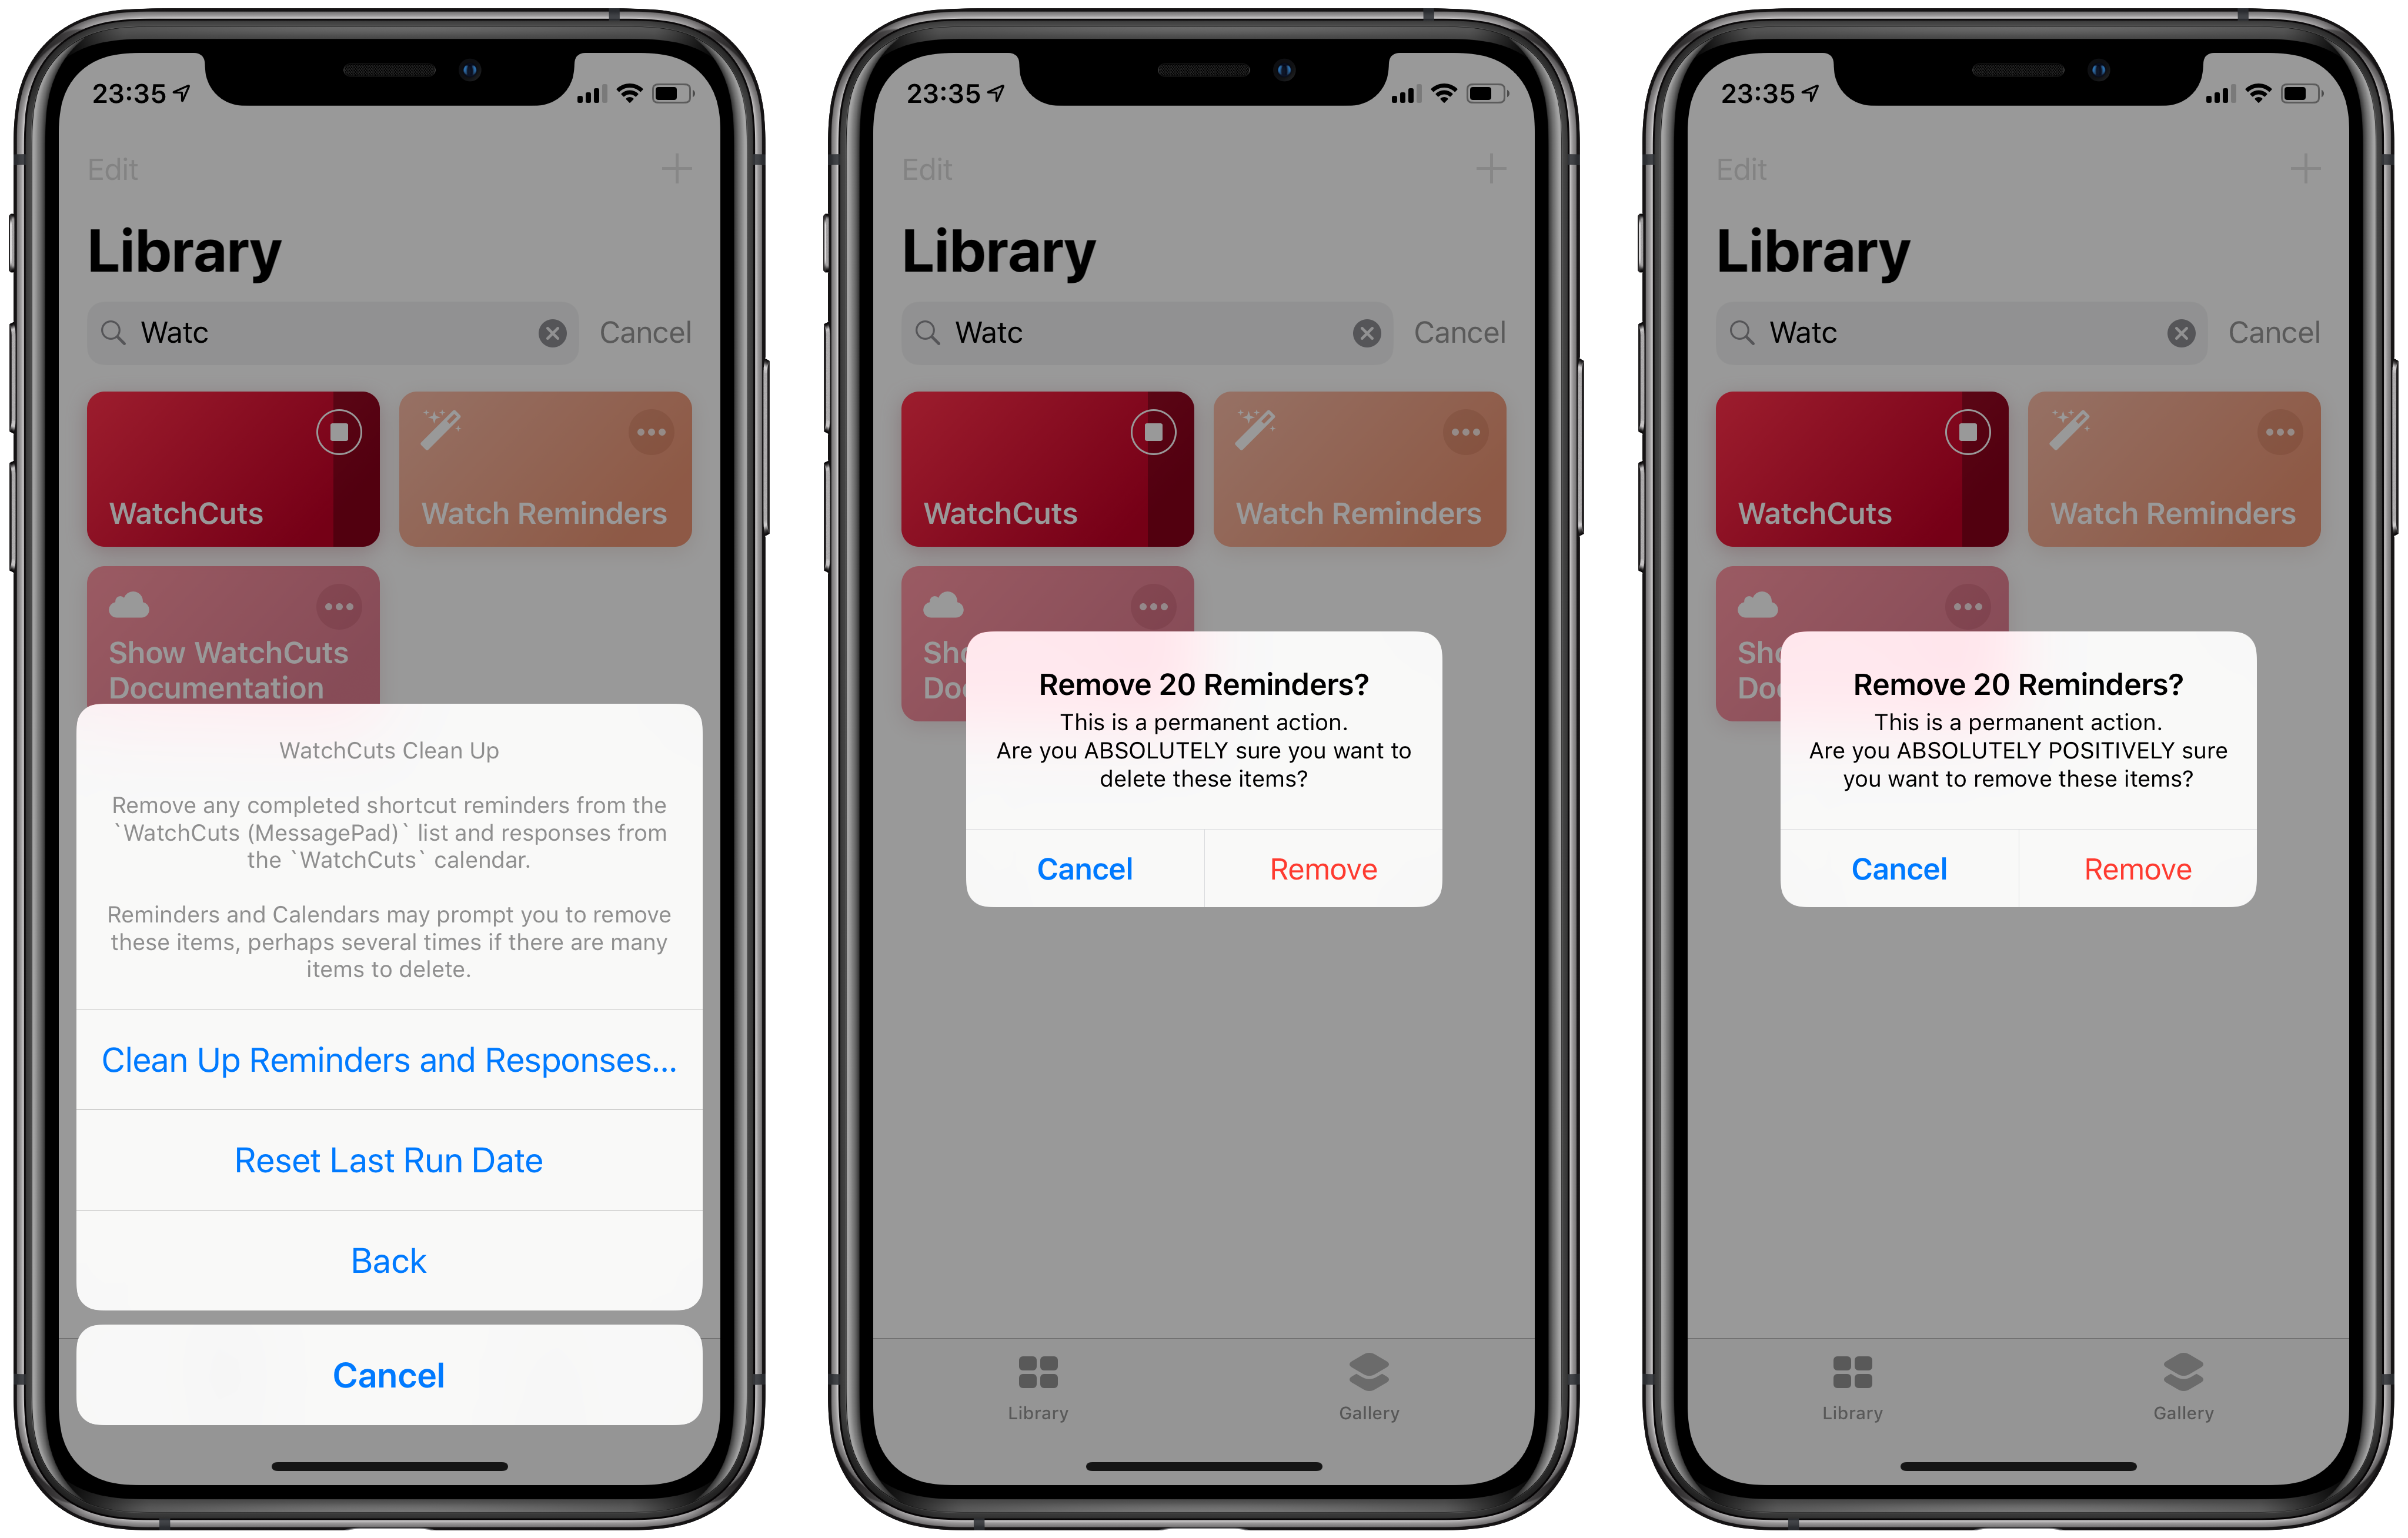 23:35
Edit
Library
Watc
Cancel
WatchCuts
Watch Reminders
Show WatchCuts
Documentation
WatchCuts Clean Up
Remove any completed shortcut reminders from the
`WatchCuts (MessagePad)` list and responses from
the `WatchCuts` calendar.
Reminders and Calendars may prompt you to remove
these items, perhaps several times if there are many
items to delete.
Clean Up Reminders and Responses...
Reset Last Run Date
Back
Cancel
23:35
Edit
Library
Watc
Cancel
WatchCuts
Watch Reminders
Sho
Doc
Remove 20 Reminders?
This is a permanent action.
Are you ABSOLUTELY sure you want to
delete these items?
Cancel
Remove
Library
Gallery
23:35
Edit
Library
Watc
Cancel
WatchCuts
Watch Reminders
Sho
Doc
Remove 20 Reminders?
This is a permanent action.
Are you ABSOLUTELY POSITIVELY sure
you want to remove these items?
Cancel
Remove
Library
Gallery